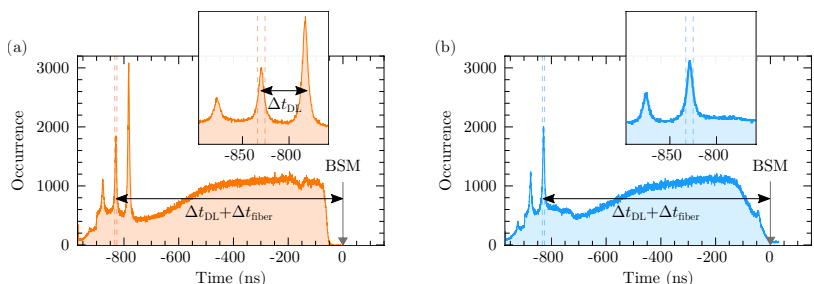 (a)
Occurrence
3000
2000
1000
0
-800
-600
-400
-200
0
Time (ns)
BSM
Δt_DL+Δt_fiber
Δt_DL
-850
-800
(b)
Occurrence
3000
2000
1000
0
-800
-600
-400
-200
0
Time (ns)
BSM
Δt_DL+Δt_fiber
-850
-800